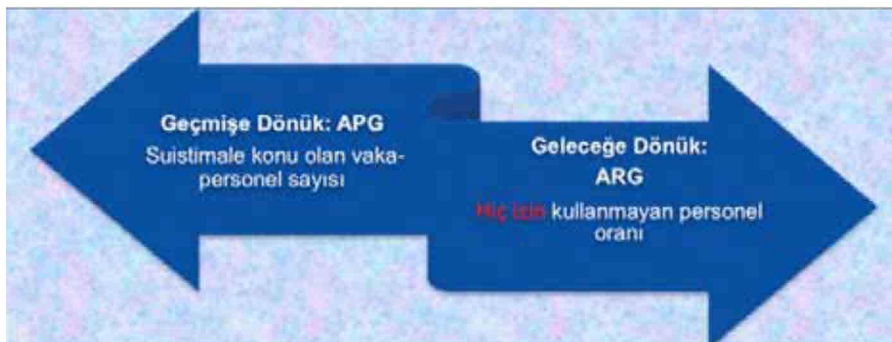 Geçmişe Dönük: APG
Suistimale konu olan vaka-
personel sayısı
Geleceğe Dönük:
ARG
Hiç izin kullanmayan personel
oranı